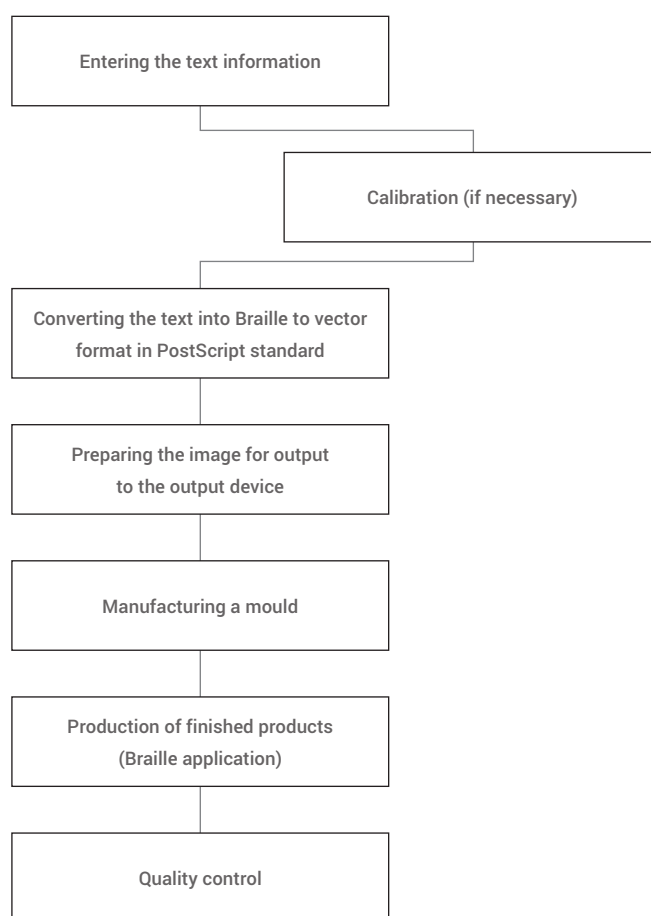 Entering the text information
Calibration (if necessary)
Converting the text into Braille to vector
format in PostScript standard
Preparing the image for output
to the output device
Manufacturing a mould
Production of finished products
(Braille application)
Quality control